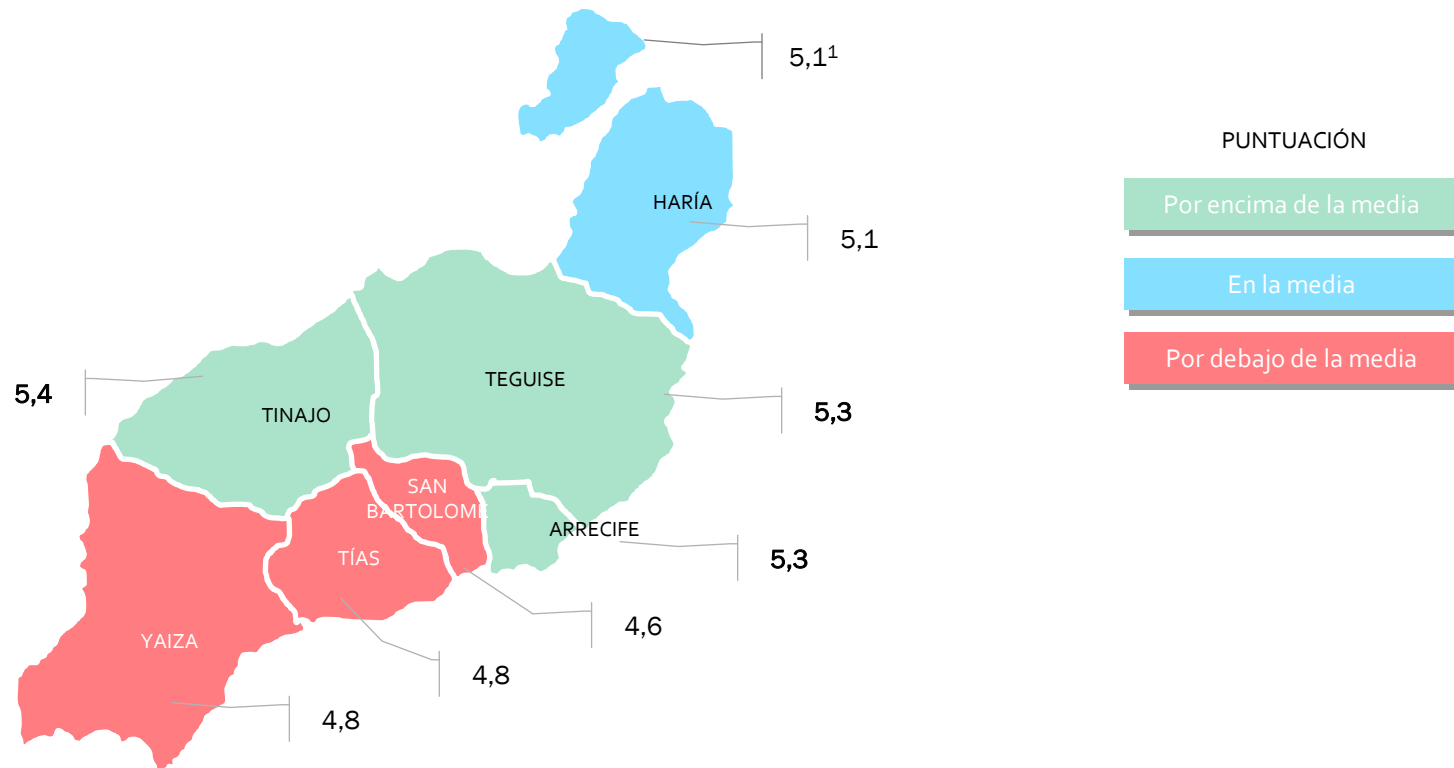 5,1¹
PUNTUACIÓN
Por encima de la media
HARÍA
5,1
En la media
Por debajo de la media
TEGUISE
5,4
TINAJO
5,3
SAN
BARTOLOMÉ
ARRECIFE
5,3
TÍAS
4,6
YAIZA
4,8
4,8